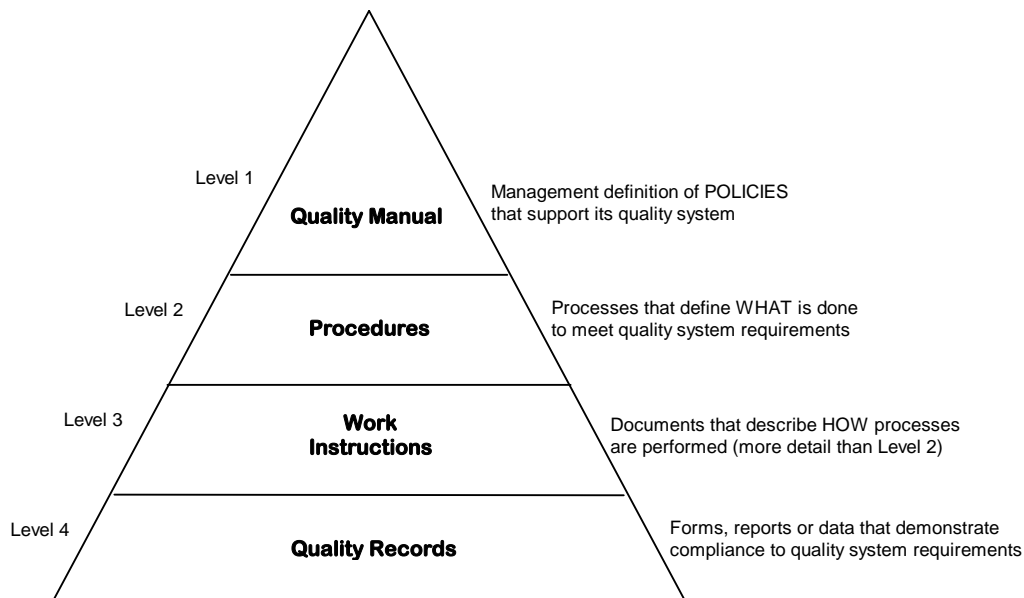 Level 1
Quality Manual
Management definition of POLICIES
that support its quality system
Level 2
Procedures
Processes that define WHAT is done
to meet quality system requirements
Level 3
Work
Instructions
Documents that describe HOW processes
are performed (more detail than Level 2)
Level 4
Quality Records
Forms, reports or data that demonstrate
compliance to quality system requirements